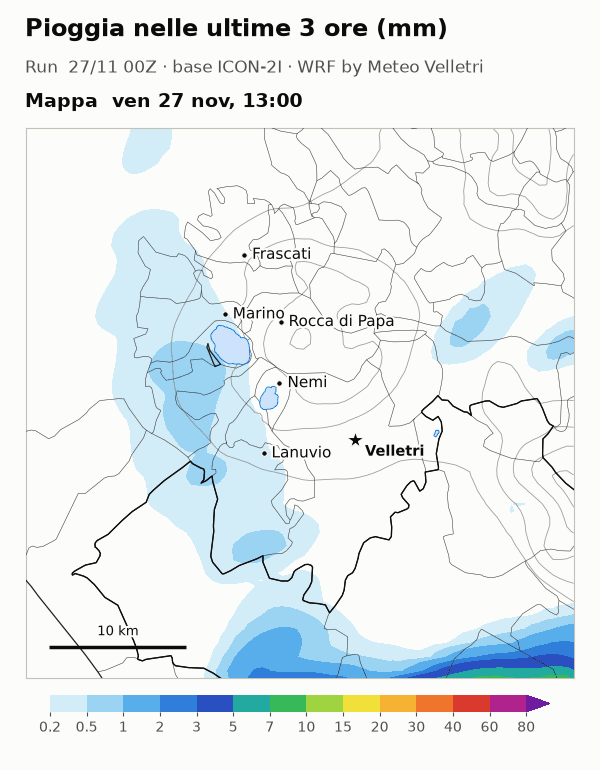 Pioggia nelle ultime 3 ore (mm)
Run  27/11 00Z · base ICON-2I · WRF by Meteo Velletri
Mappa  ven 27 nov, 13:00
Frascati
Marino
Rocca di Papa
Nemi
Velletri
Lanuvio
10 km
0.2 0.5 1 2 3 5 7 10 15 20 30 40 60 80